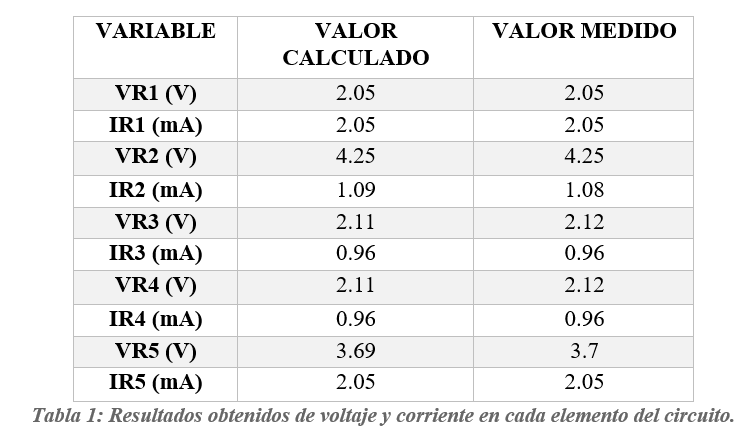 VARIABLE VALOR CALCULADO VALOR MEDIDO
VR1 (V) 2.05 2.05
IR1 (mA) 2.05 2.05
VR2 (V) 4.25 4.25
IR2 (mA) 1.09 1.08
VR3 (V) 2.11 2.12
IR3 (mA) 0.96 0.96
VR4 (V) 2.11 2.12
IR4 (mA) 0.96 0.96
VR5 (V) 3.69 3.7
IR5 (mA) 2.05 2.05
Tabla 1: Resultados obtenidos de voltaje y corriente en cada elemento del circuito.